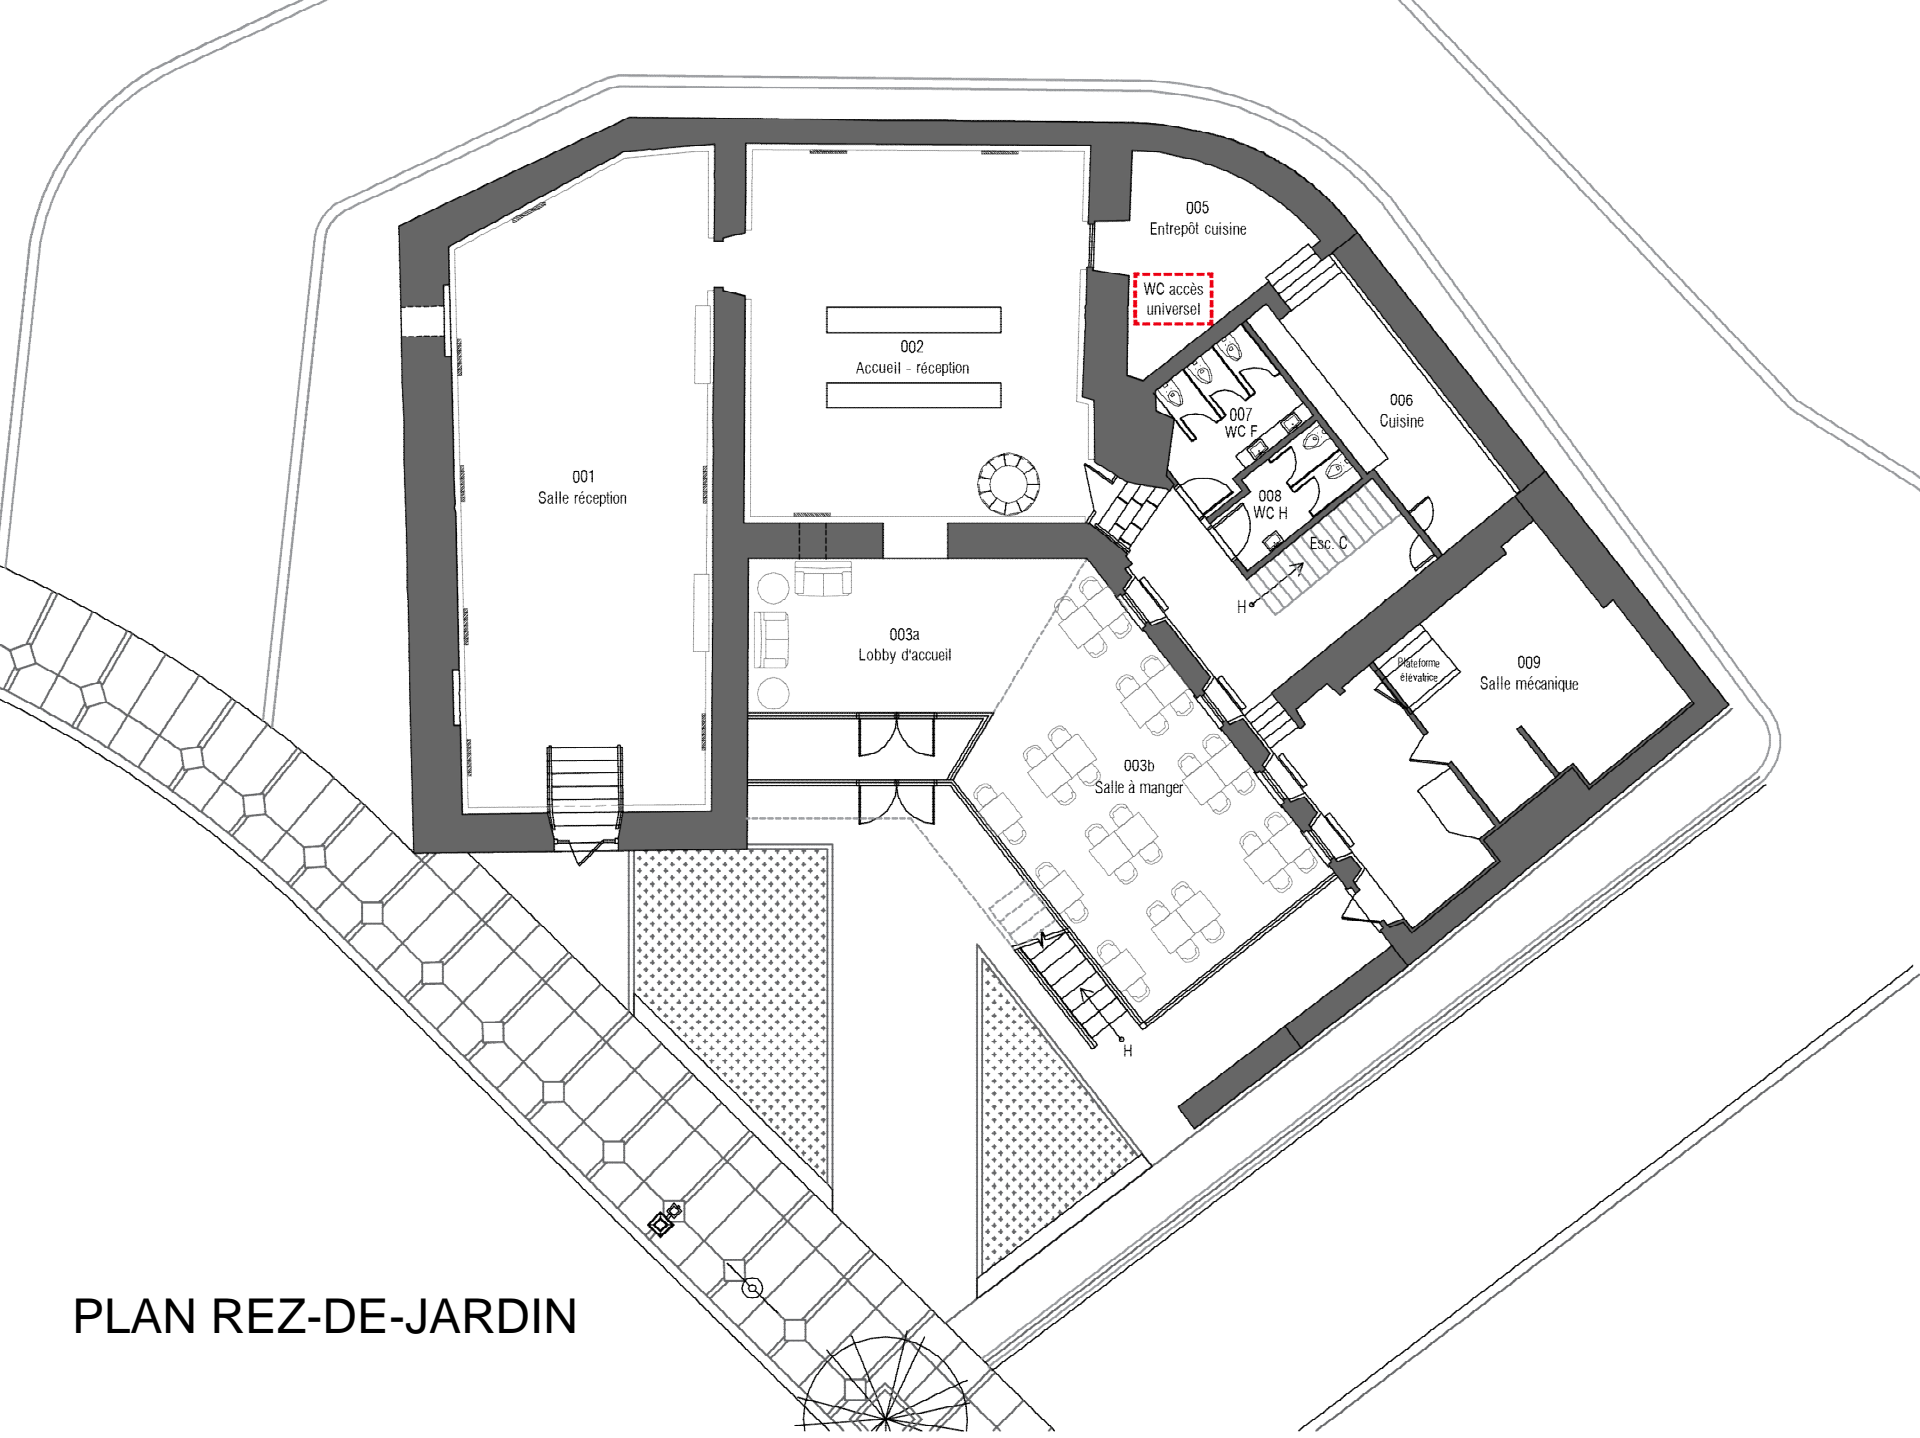 005
Entrepôt cuisine
WC accès
universel
002
Accueil - réception
006
Cuisine
007
WC F
001
Salle réception
008
WC H
Esc. C
H
003a
Lobby d'accueil
Plateforme
élévatrice
009
Salle mécanique
003b
Salle à manger
H
PLAN REZ-DE-JARDIN